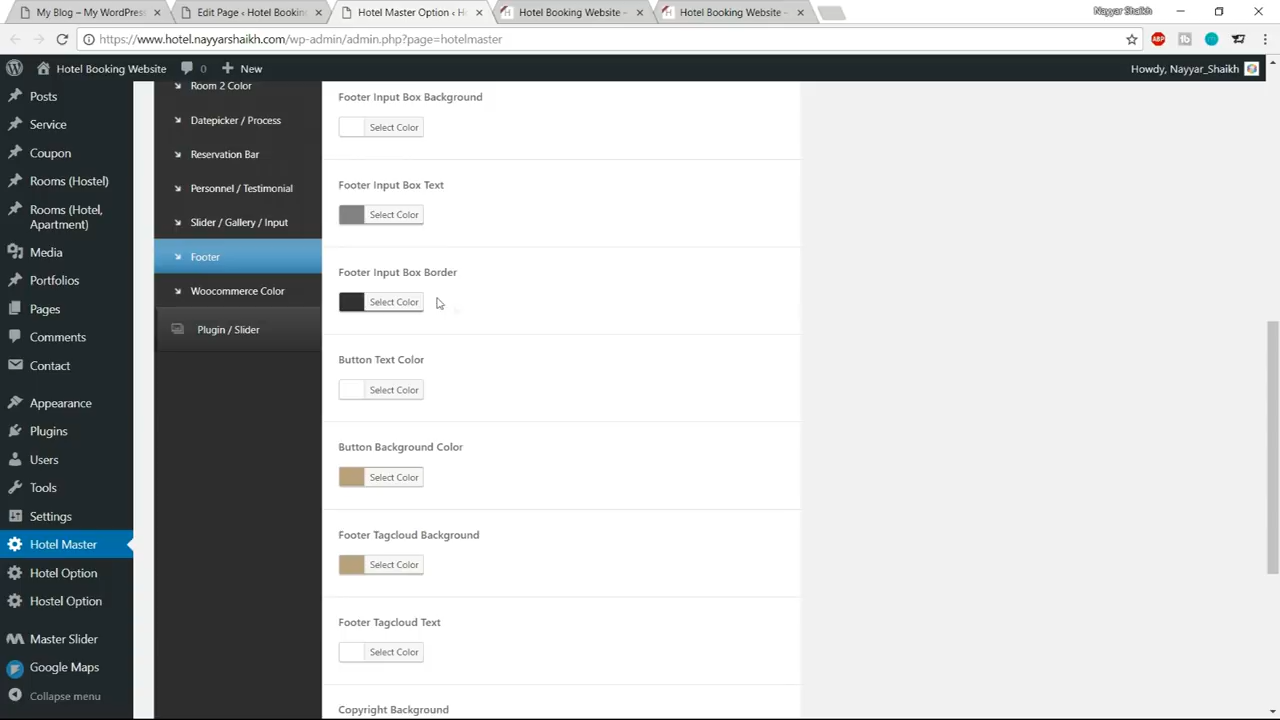 My Blog – My WordPress
Edit Page ‹ Hotel Bookin
Hotel Master Option ‹ H
Hotel Booking Website –
Hotel Booking Website –
Nayyar Shaikh
https://www.hotel.nayyarshaikh.com/wp-admin/admin.php?page=hotelmaster
ABP
Hotel Booking Website
0
New
Howdy, Nayyar_Shaikh
Posts
Service
Coupon
Rooms (Hostel)
Rooms (Hotel,
Apartment)
Media
Portfolios
Pages
Comments
Contact
Appearance
Plugins
Users
Tools
Settings
Hotel Master
Hotel Option
Hostel Option
Master Slider
Google Maps
Collapse menu
Room 2 Color
Datepicker / Process
Reservation Bar
Personnel / Testimonial
Slider / Gallery / Input
Footer
Woocommerce Color
Plugin / Slider
Footer Input Box Background
Select Color
Footer Input Box Text
Select Color
Footer Input Box Border
Select Color
Button Text Color
Select Color
Button Background Color
Select Color
Footer Tagcloud Background
Select Color
Footer Tagcloud Text
Select Color
Copyright Background